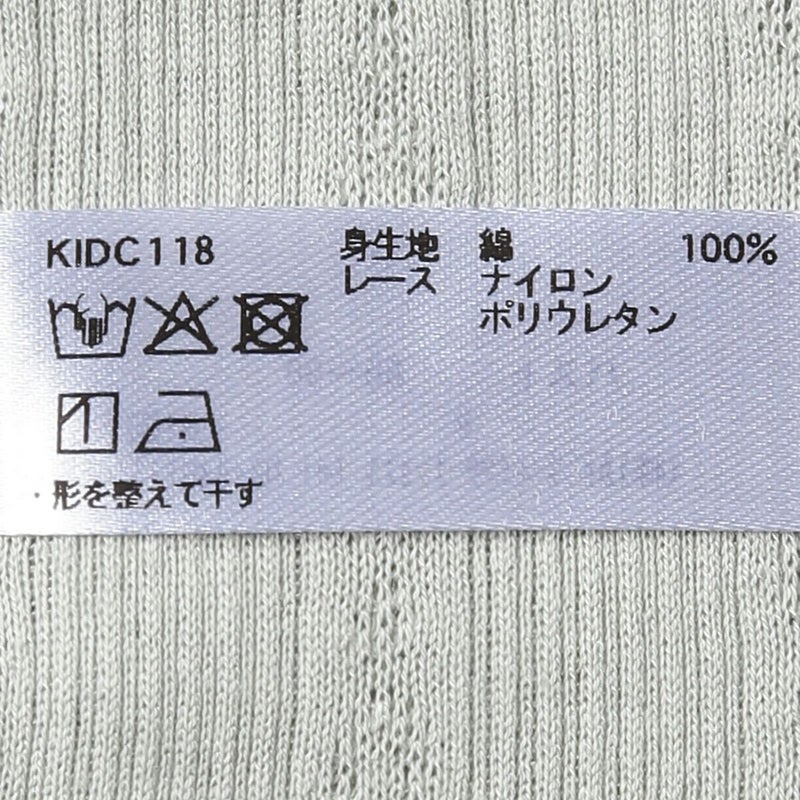 KIDC118
身生地 綿 100%
レース ナイロン
ポリウレタン
・形を整えて干す